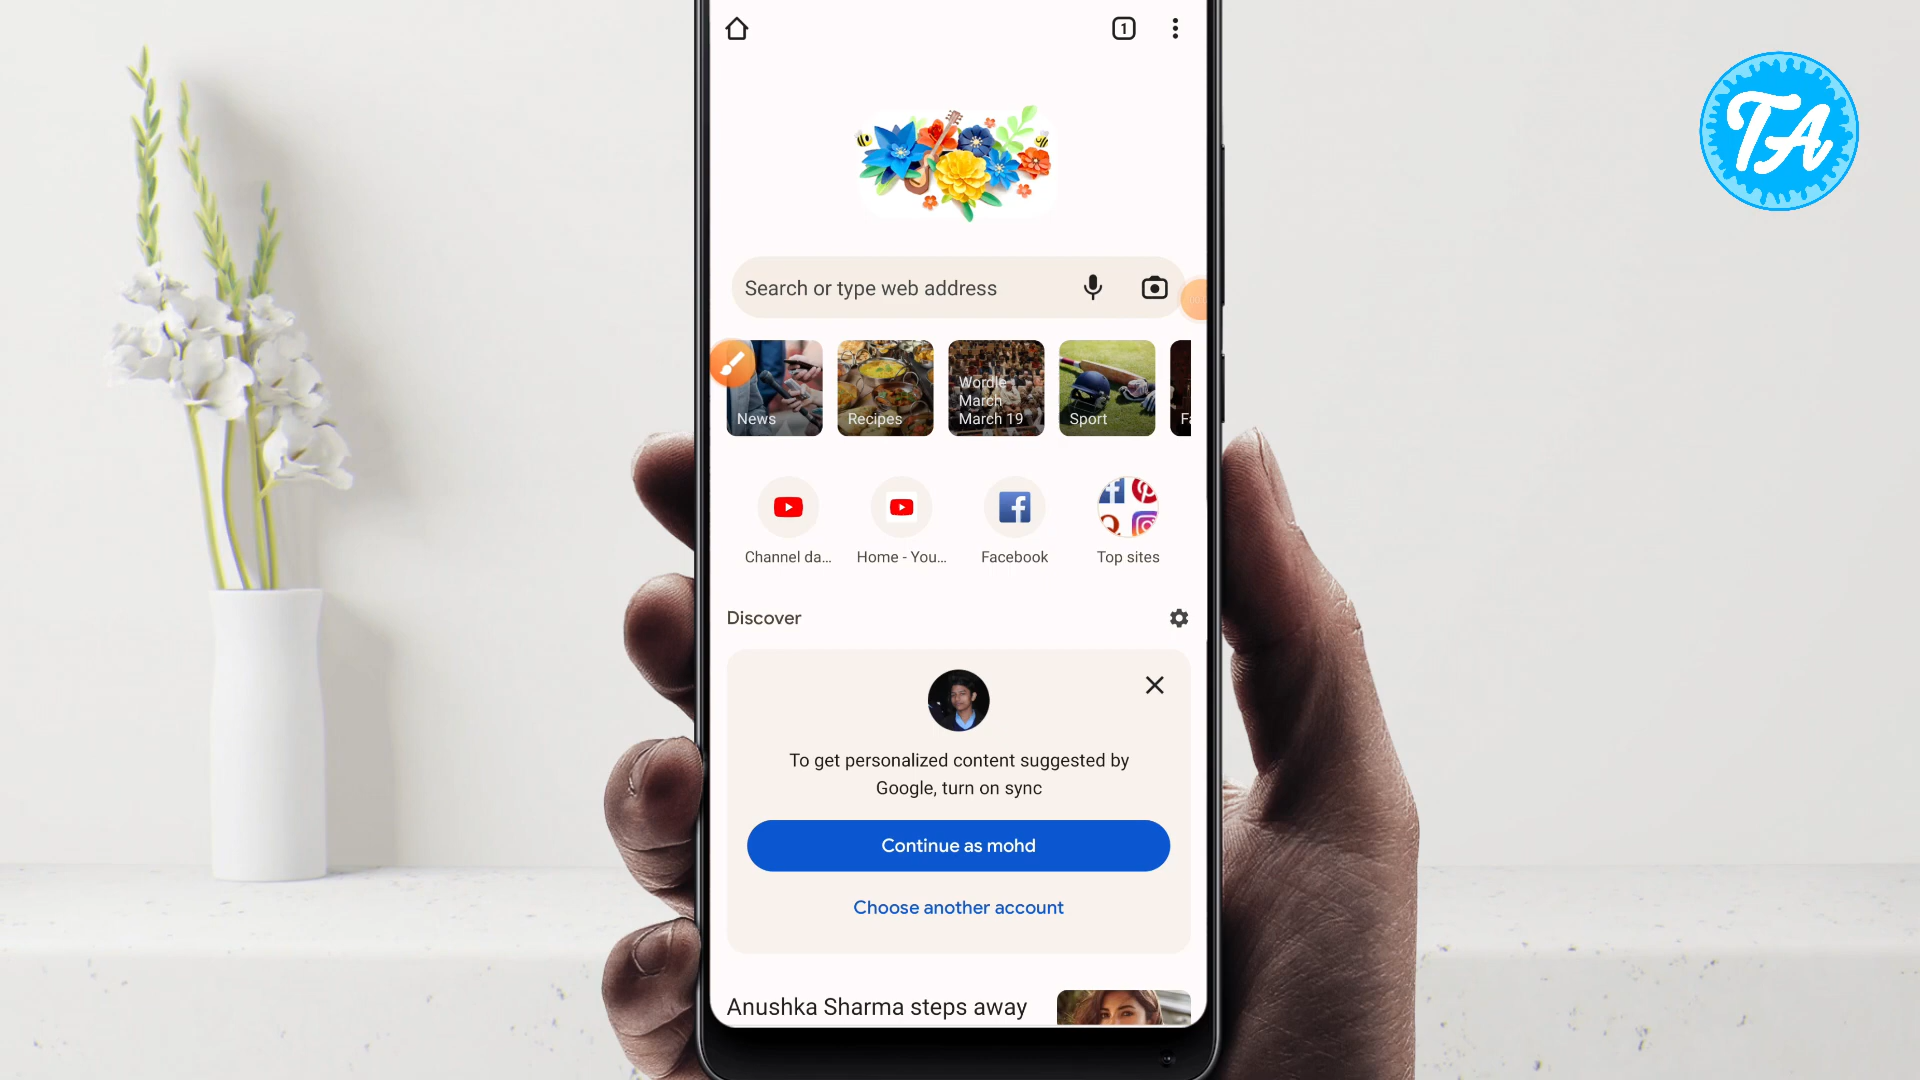 1
TA
Search or type web address
News
Recipes
Wordle
March
March 19
Sport
Fa
Channel da...
Home - You...
Facebook
Top sites
Discover
To get personalized content suggested by
Google, turn on sync
Continue as mohd
Choose another account
Anushka Sharma steps away